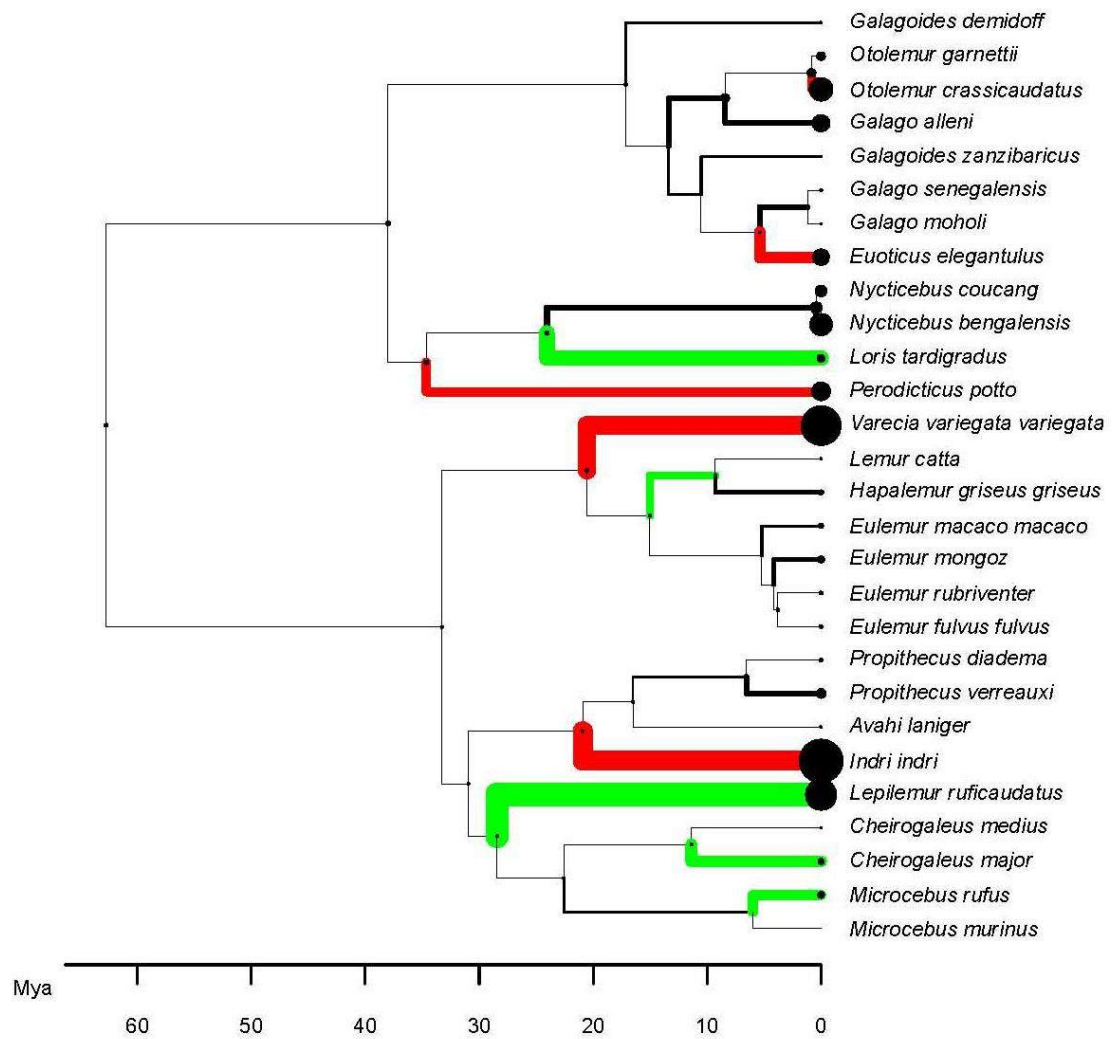 Galagoides demidoff
Otolemur garnettii
Otolemur crassicaudatus
Galago alleni
Galagoides zanzibaricus
Galago senegalensis
Galago moholi
Euoticus elegantulus
Nycticebus coucang
Nycticebus bengalensis
Loris tardigradus
Perodicticus potto
Varecia variegata variegata
Lemur catta
Hapalemur griseus griseus
Eulemur macaco macaco
Eulemur mongoz
Eulemur rubriventer
Eulemur fulvus fulvus
Propithecus diadema
Propithecus verreauxi
Avahi laniger
Indri indri
Lepilemur ruficaudatus
Cheirogaleus medius
Cheirogaleus major
Microcebus rufus
Microcebus murinus
Mya
60 50 40 30 20 10 0